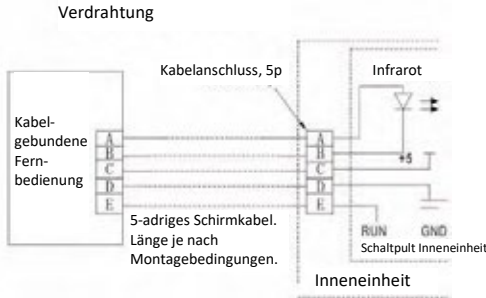 Verdrahtung
Kabelanschluss, 5p
Infrarot
Kabel-
gebundene
Fern-
bedienung
A
B
C
D
E
A
B
C
D
E
+5
5-adriges Schirmkabel.
Länge je nach
Montagebedingungen.
RUN GND
Schaltpult Inneneinheit
Inneneinheit